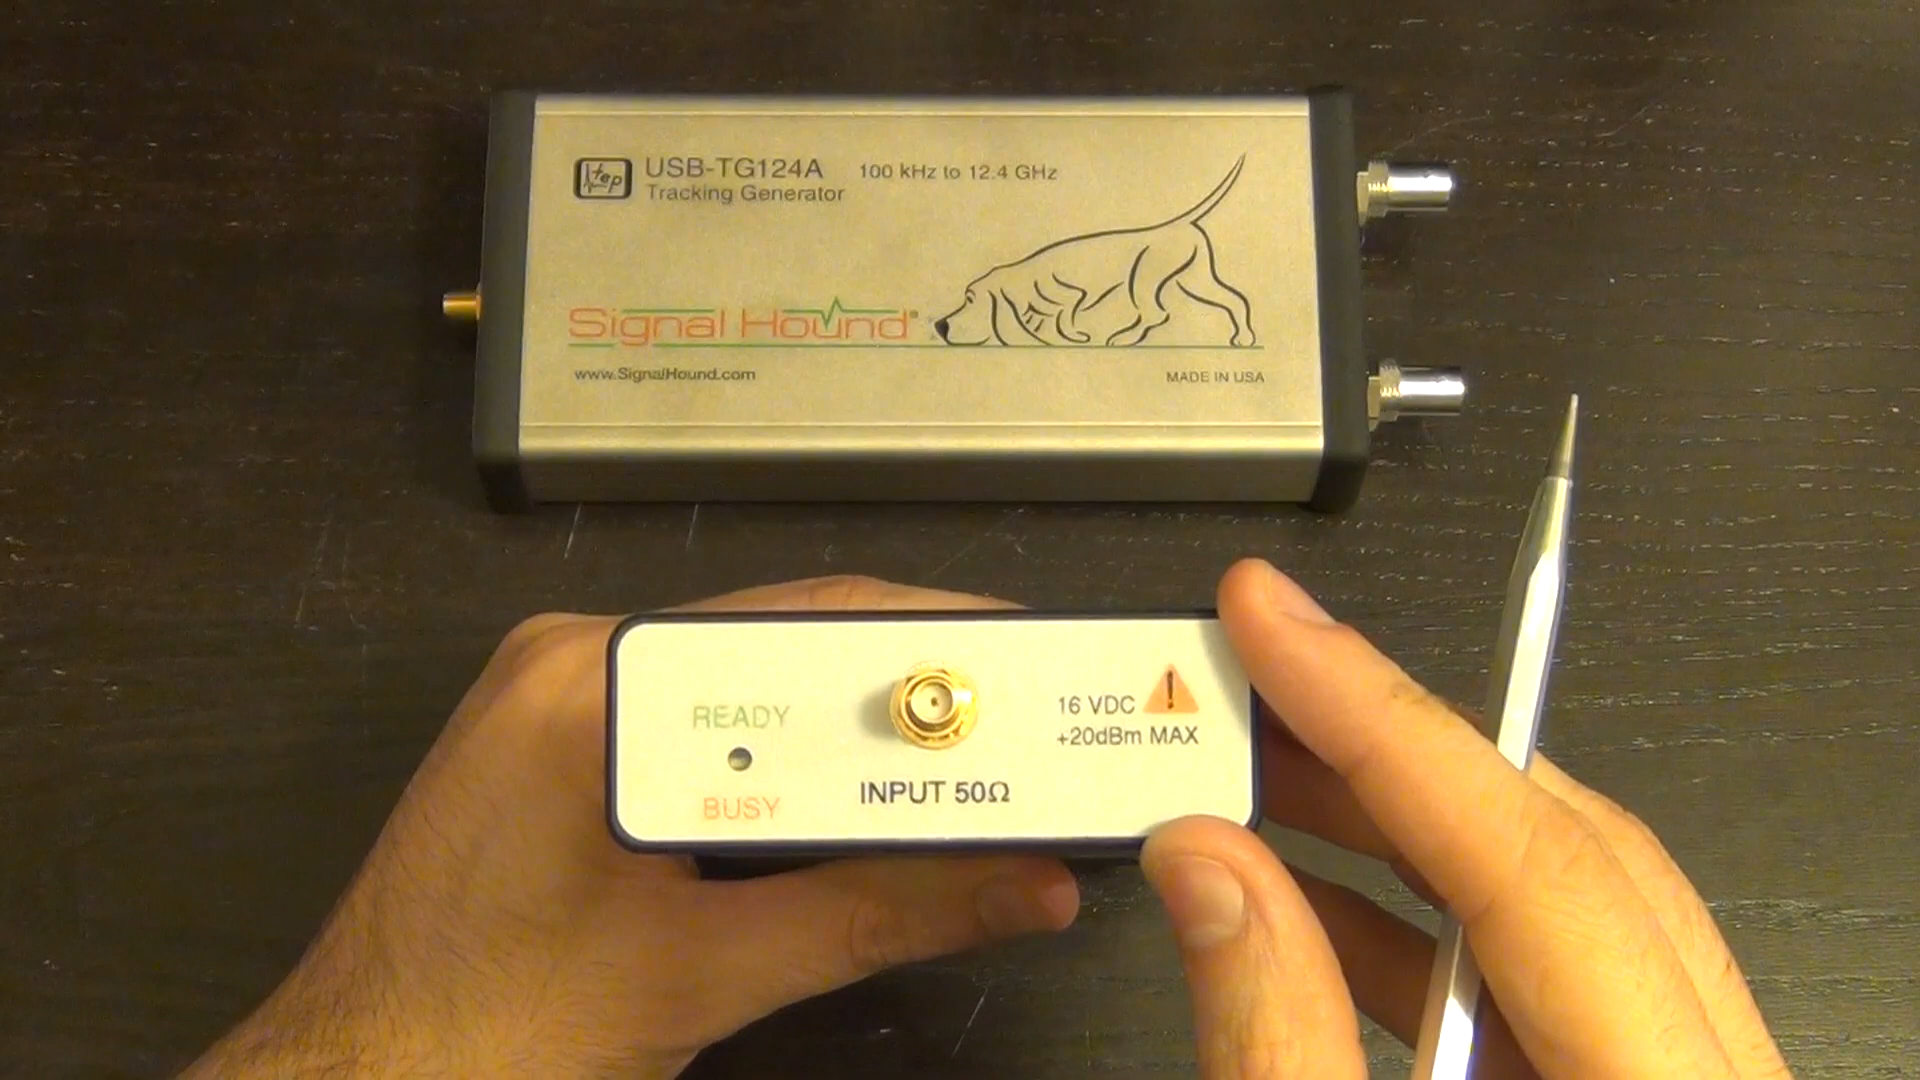 tep
USB-TG124A 100 kHz to 12.4 GHz
Tracking Generator
Signal Hound®
www.SignalHound.com
MADE IN USA
READY
BUSY
INPUT 50Ω
16 VDC
+20dBm MAX